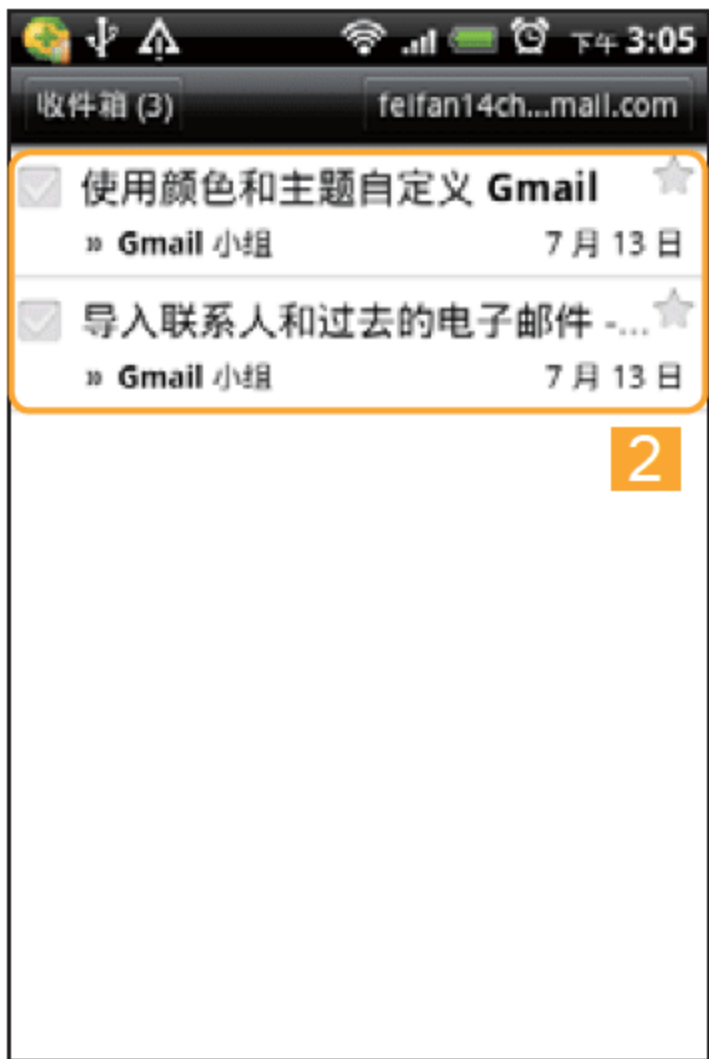 下午 3:05
收件箱 (3) feifan14ch...mail.com
使用颜色和主题自定义 Gmail
» Gmail 小组 7 月 13 日
导入联系人和过去的电子邮件 -...
» Gmail 小组 7 月 13 日
2